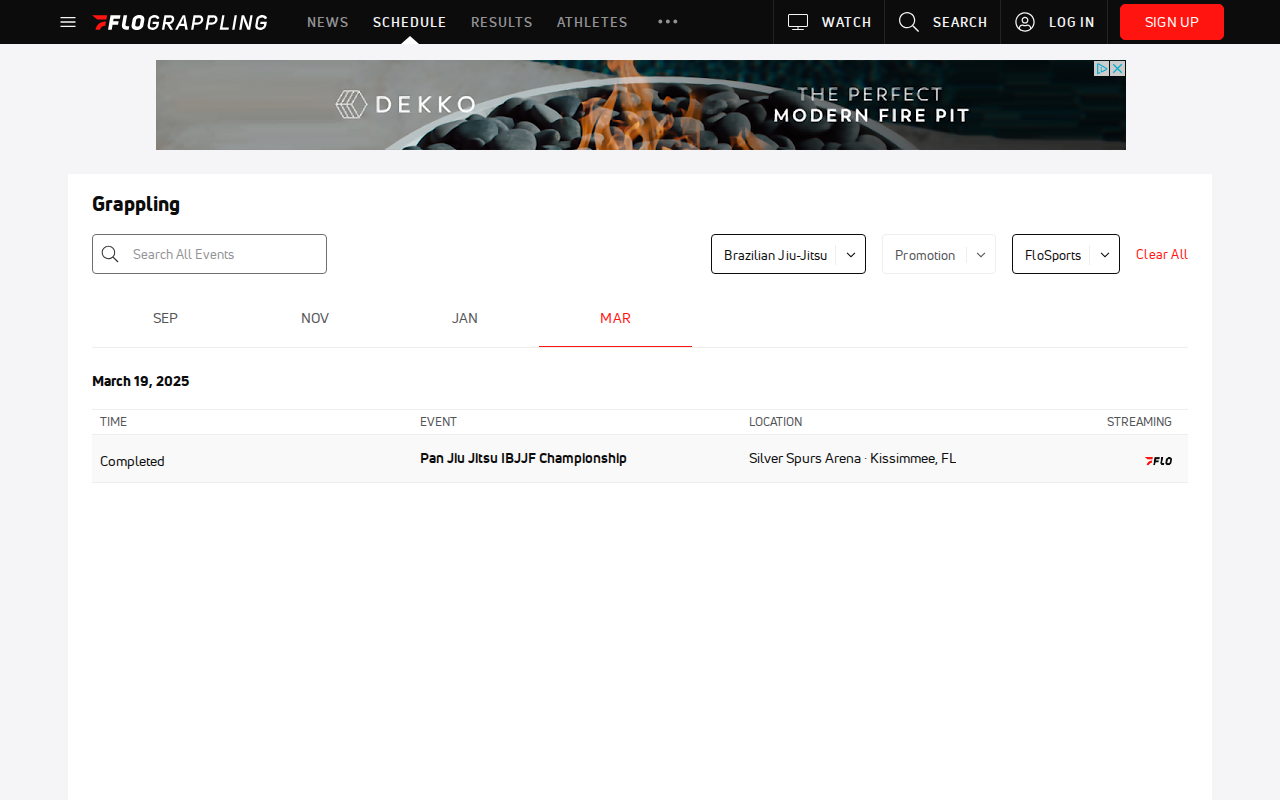 FLOGRAPPLING NEWS SCHEDULE RESULTS ATHLETES WATCH SEARCH LOG IN SIGN UP
DEKKO
THE PERFECT
MODERN FIRE PIT
Grappling
Search All Events
Brazilian Jiu-Jitsu Promotion FloSports Clear All
SEP NOV JAN MAR
March 19, 2025
TIME EVENT LOCATION STREAMING
Completed Pan Jiu Jitsu IBJJF Championship Silver Spurs Arena · Kissimmee, FL FLO